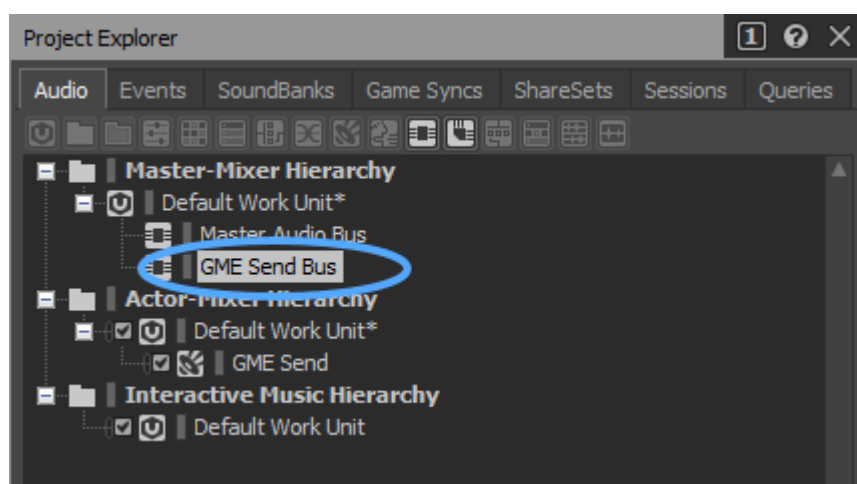 Project Explorer
1 ? X
Audio Events SoundBanks Game Syncs ShareSets Sessions Queries
Master-Mixer Hierarchy
Default Work Unit*
Master Audio Bus
GME Send Bus
Actor-Mixer Hierarchy
Default Work Unit*
GME Send
Interactive Music Hierarchy
Default Work Unit